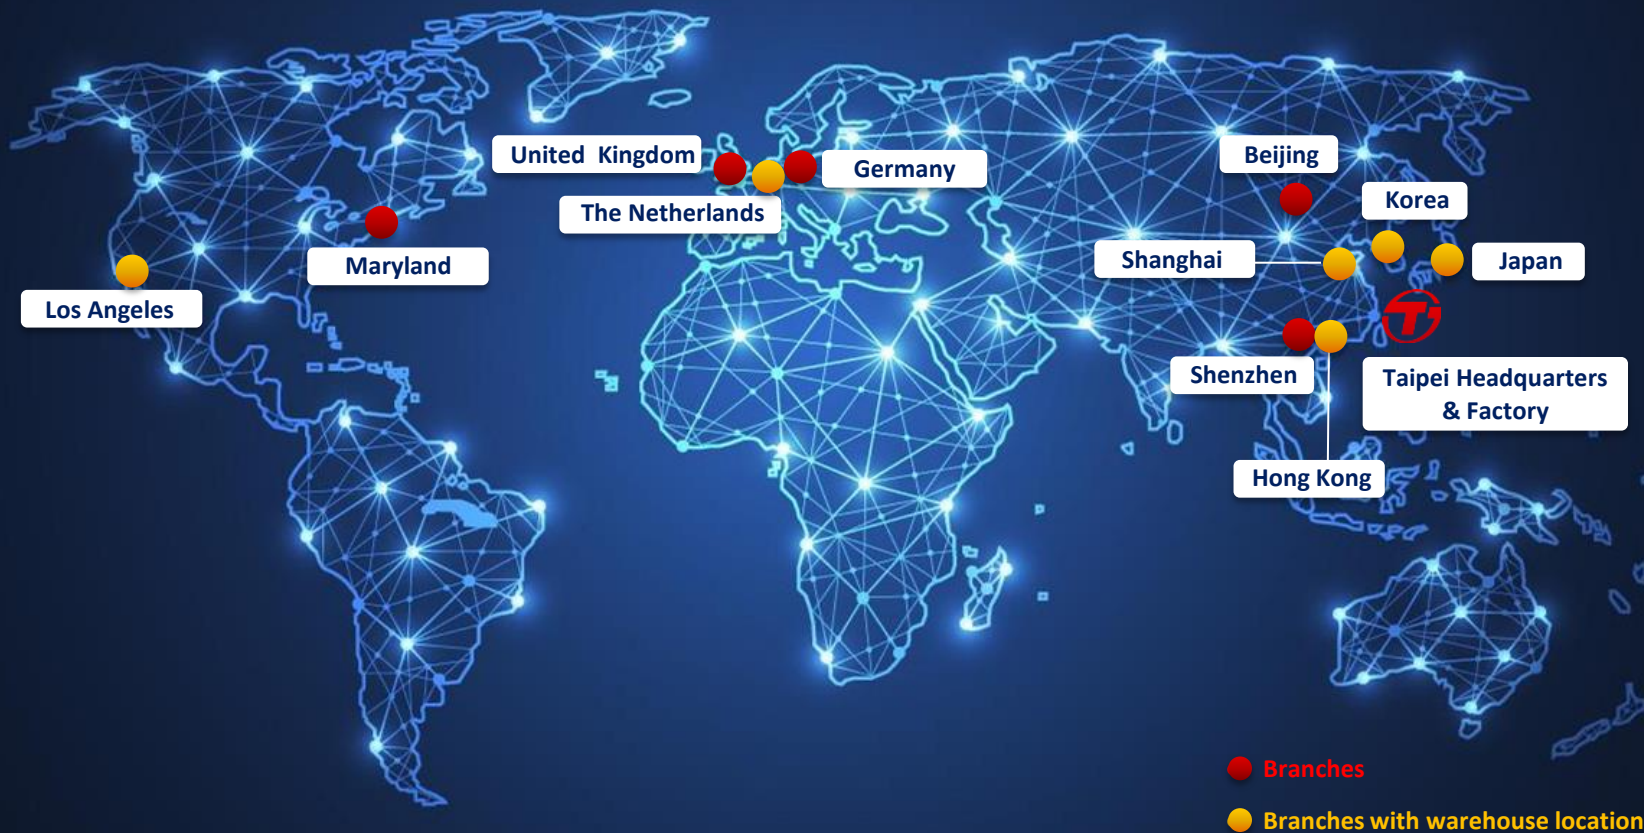 United Kingdom
Germany
Beijing
The Netherlands
Korea
Maryland
Shanghai
Japan
Los Angeles
T
Shenzhen
Taipei Headquarters
& Factory
Hong Kong
Branches
Branches with warehouse location